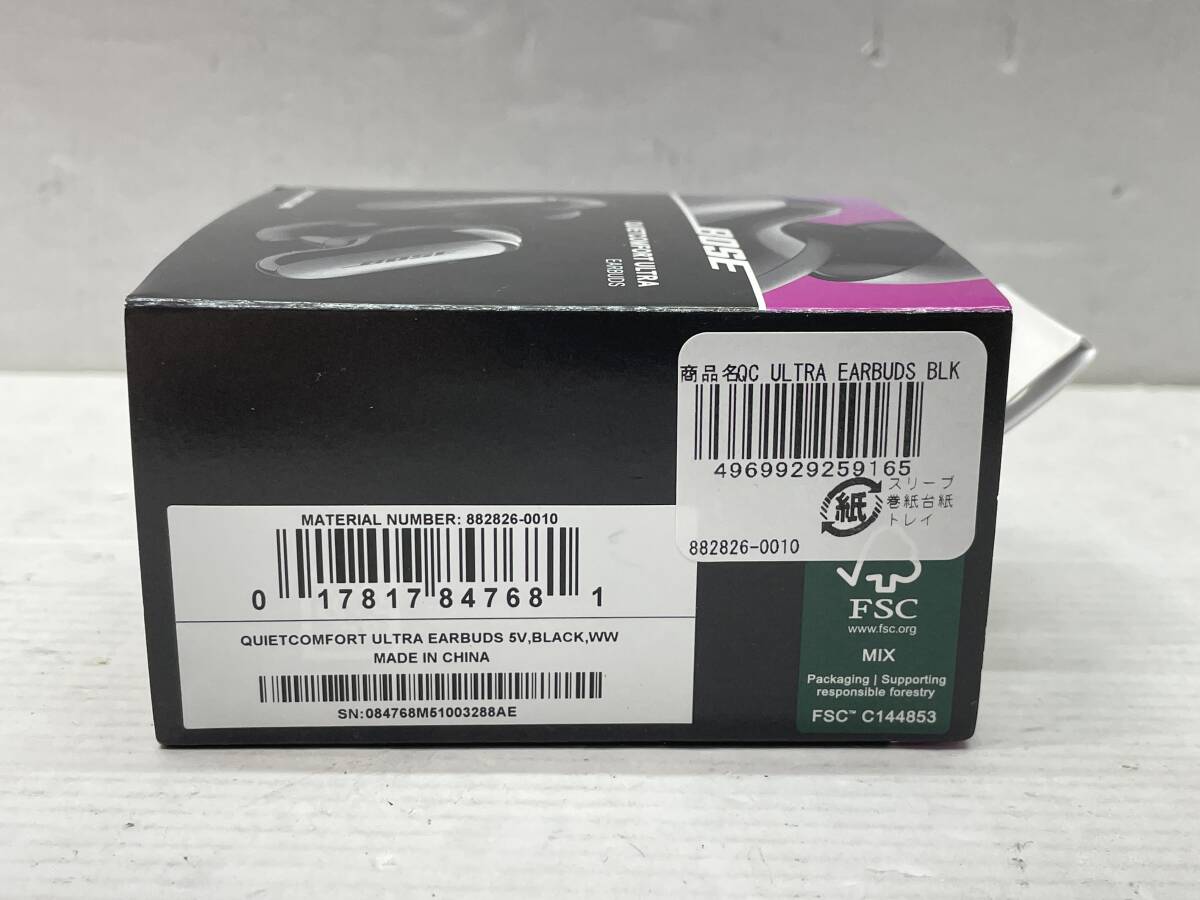 BOSE
QUIETCOMFORT ULTRA
EARBUDS
BOSE
商品名QC ULTRA EARBUDS BLK
4969929259165
紙
スリーブ
巻紙台紙
トレイ
882826-0010
MATERIAL NUMBER: 882826-0010
0 17817 84768 1
QUIETCOMFORT ULTRA EARBUDS 5V,BLACK,WW
MADE IN CHINA
SN:084768M51003288AE
FSC
www.fsc.org
MIX
Packaging | Supporting
responsible forestry
FSC™ C144853